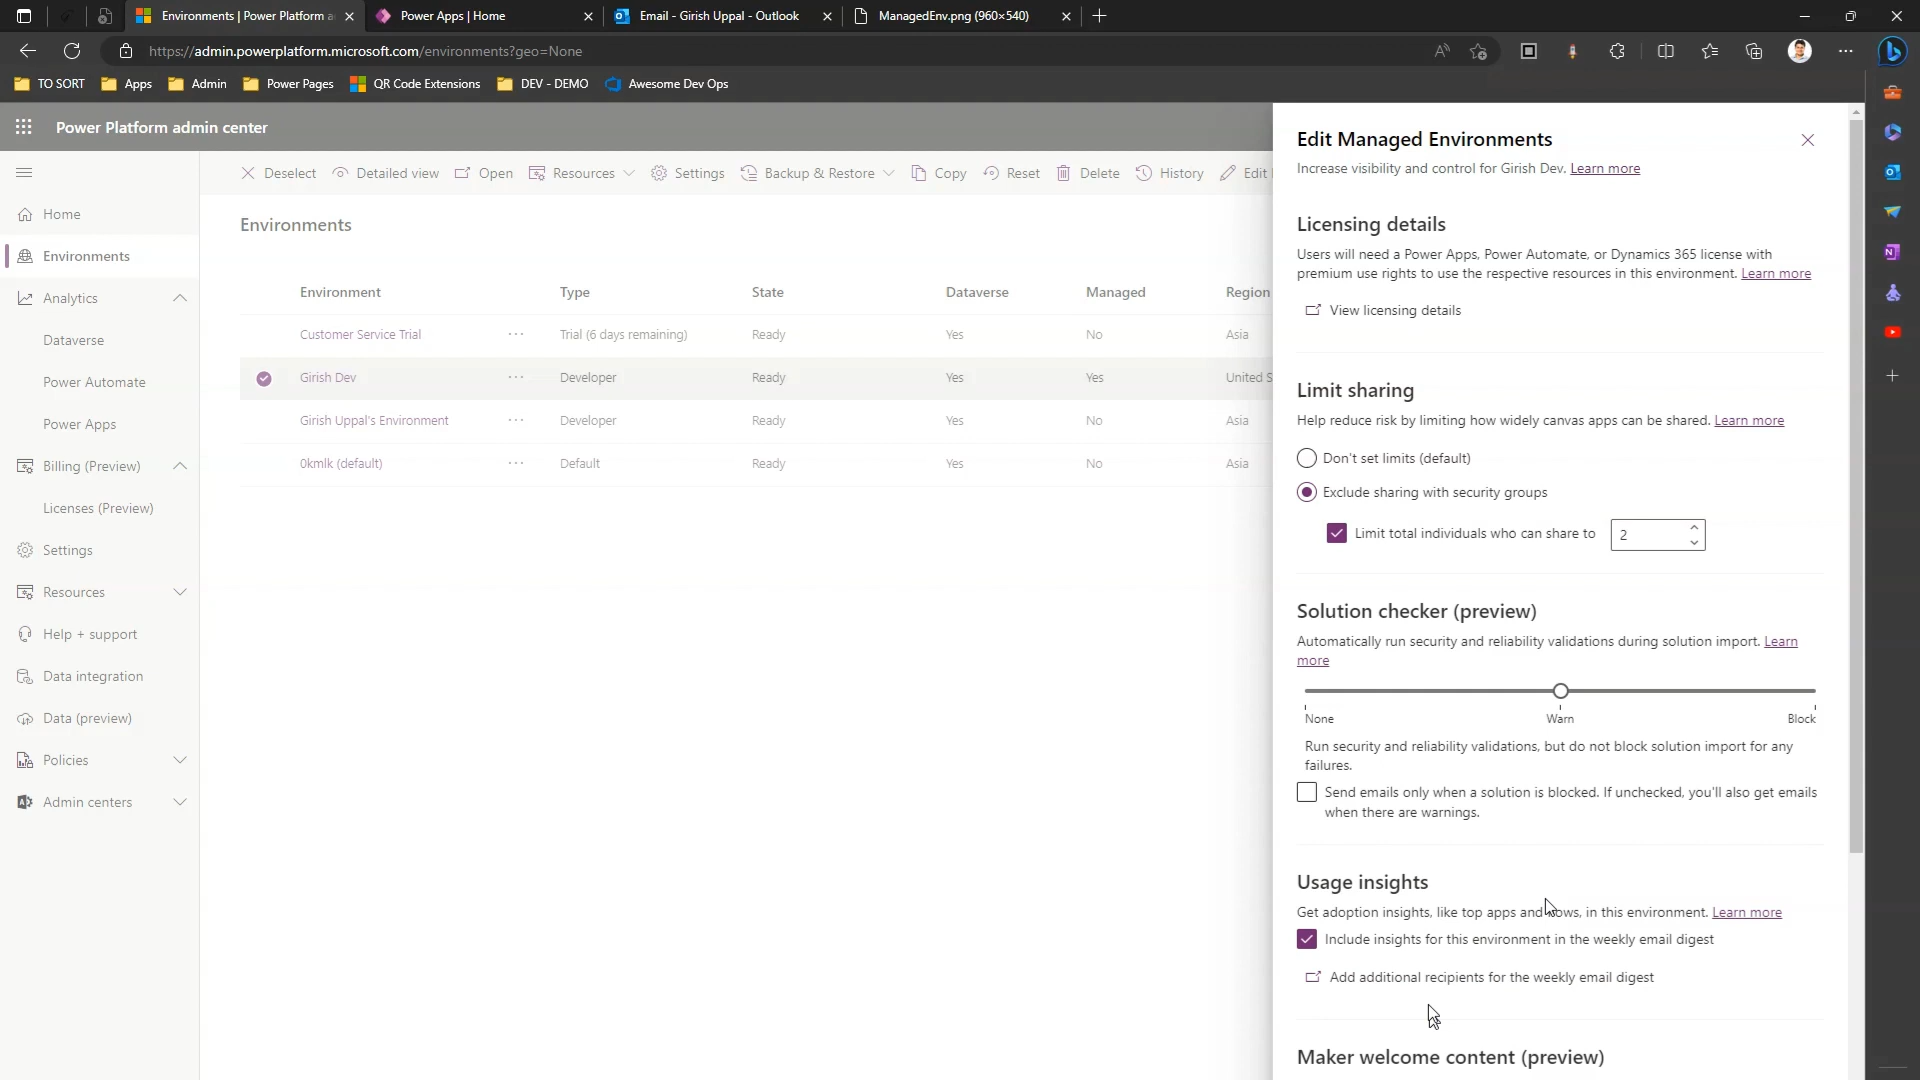 Environments | Power Platform a
Power Apps | Home
Email - Girish Uppal - Outlook
ManagedEnv.png (960×540)
https://admin.powerplatform.microsoft.com/environments?geo=None
TO SORT
Apps
Admin
Power Pages
QR Code Extensions
DEV - DEMO
Awesome Dev Ops
Power Platform admin center
Home
Environments
Analytics
Dataverse
Power Automate
Power Apps
Billing (Preview)
Licenses (Preview)
Settings
Resources
Help + support
Data integration
Data (preview)
Policies
Admin centers
Deselect
Detailed view
Open
Resources
Settings
Backup & Restore
Copy
Reset
Delete
History
Edit
Environments
Environment Type State Dataverse Managed Region
Customer Service Trial ... Trial (6 days remaining) Ready Yes No Asia
Girish Dev ... Developer Ready Yes Yes United S
Girish Uppal's Environment ... Developer Ready Yes No Asia
0kmlk (default) ... Default Ready Yes No Asia
Edit Managed Environments
Increase visibility and control for Girish Dev. Learn more
Licensing details
Users will need a Power Apps, Power Automate, or Dynamics 365 license with
premium use rights to use the respective resources in this environment. Learn more
View licensing details
Limit sharing
Help reduce risk by limiting how widely canvas apps can be shared. Learn more
Don't set limits (default)
Exclude sharing with security groups
Limit total individuals who can share to 2
Solution checker (preview)
Automatically run security and reliability validations during solution import. Learn
more
None Warn Block
Run security and reliability validations, but do not block solution import for any
failures.
Send emails only when a solution is blocked. If unchecked, you'll also get emails
when there are warnings.
Usage insights
Get adoption insights, like top apps and flows, in this environment. Learn more
Include insights for this environment in the weekly email digest
Add additional recipients for the weekly email digest
Maker welcome content (preview)